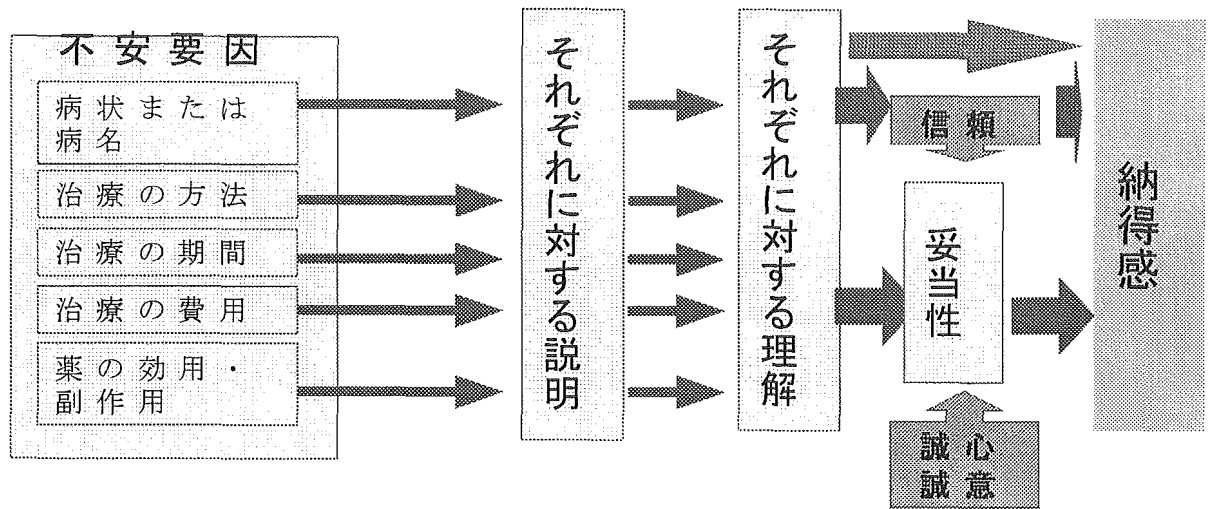 不安要因
病状または
病名
治療の方法
治療の期間
治療の費用
薬の効用・
副作用
それぞれに対する説明
それぞれに対する理解
信頼
妥当性
誠心
誠意
納得感